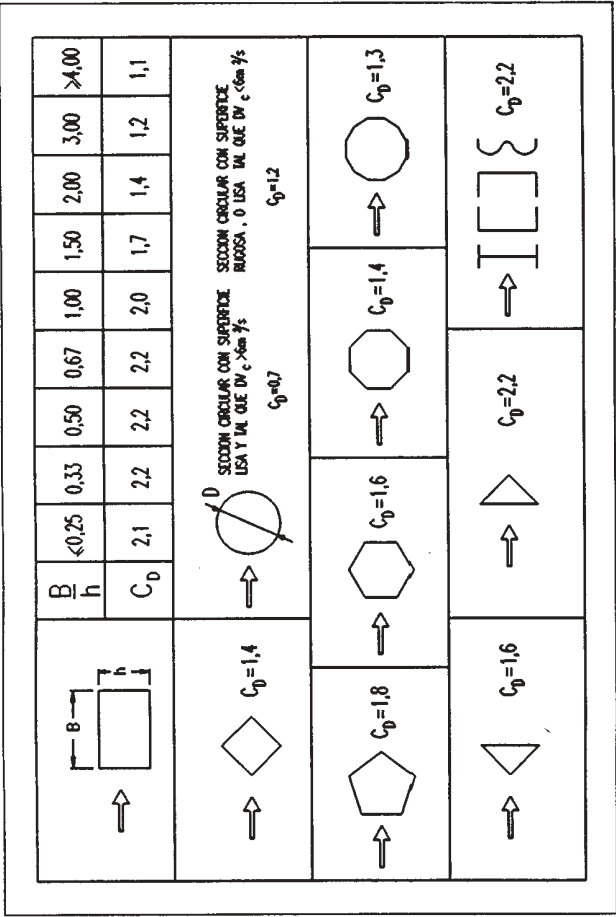 B
h
B/h ≤0,25 0,33 0,50 0,67 1,00 1,50 2,00 3,00 ≥4,00
C_D 2,1 2,2 2,2 2,2 2,0 1,7 1,4 1,2 1,1
C_D=1,4
D
SECCION CIRCULAR CON SUPERFICIE
LISA Y TAL QUE DV_c >6m²/s
C_D=0,7
SECCION CIRCULAR CON SUPERFICIE
RUGOSA , O LISA TAL QUE DV_c <6m²/s
C_D=1,2
C_D=1,8
C_D=1,6
C_D=1,4
C_D=1,3
C_D=1,6
C_D=2,2
C_D=2,2